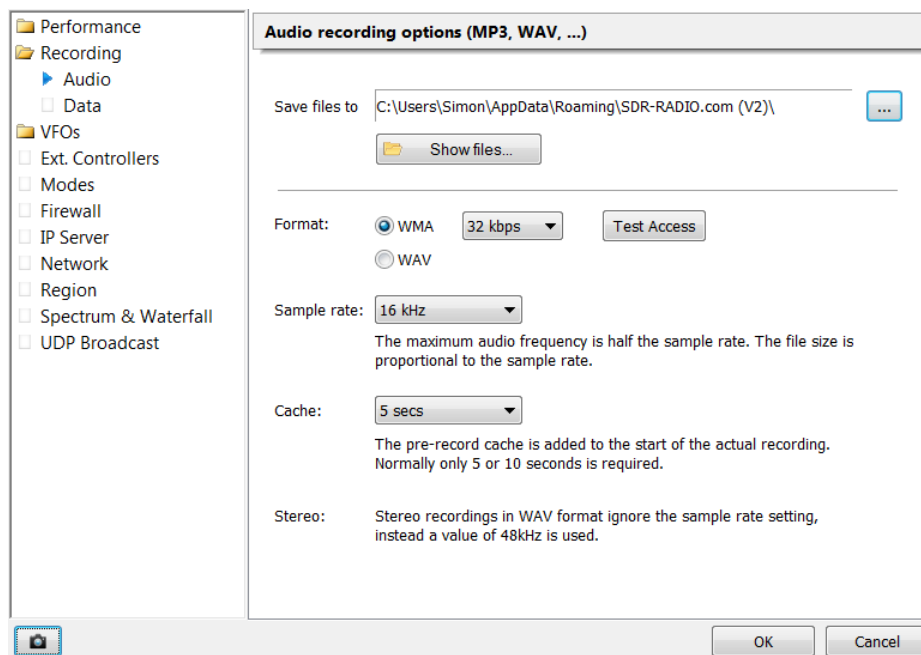 Performance
Recording
Audio
Data
VFOs
Ext. Controllers
Modes
Firewall
IP Server
Network
Region
Spectrum & Waterfall
UDP Broadcast
Audio recording options (MP3, WAV, ...)
Save files to C:\Users\Simon\AppData\Roaming\SDR-RADIO.com (V2)\ ...
Show files...
Format: WMA 32 kbps Test Access
WAV
Sample rate: 16 kHz
The maximum audio frequency is half the sample rate. The file size is
proportional to the sample rate.
Cache: 5 secs
The pre-record cache is added to the start of the actual recording.
Normally only 5 or 10 seconds is required.
Stereo: Stereo recordings in WAV format ignore the sample rate setting,
instead a value of 48kHz is used.
OK Cancel